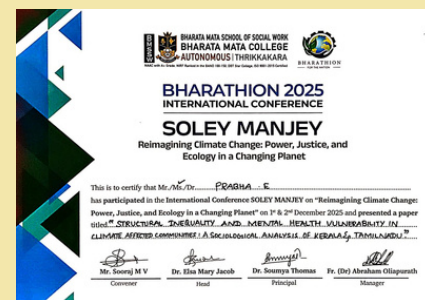 BHARATA MATA SCHOOL OF SOCIAL WORK
BHARATA MATA COLLEGE
AUTONOMOUS | THRIKKAKARA
BHARATHION
BHARATHION 2025
INTERNATIONAL CONFERENCE
SOLEY MANJEY
Reimagining Climate Change: Power, Justice, and
Ecology in a Changing Planet
This is to certify that Mr./Ms./Dr. PRABHA . E
has participated in the International Conference SOLEY MANJEY on "Reimagining Climate Change:
Power, Justice, and Ecology in a Changing Planet" on 1st & 2nd December 2025 and presented a paper
titled "STRUCTURAL INEQUALITY AND MENTAL HEALTH VULNERABILITY IN
CLIMATE AFFECTED COMMUNITIES : A SOCIOLOGICAL ANALYSIS OF KERALA & TAMILNADU"
Mr. Sooraj M V Dr. Elsa Mary Jacob Dr. Soumya Thomas Fr. (Dr) Abraham Oliapurath
Convener Head Principal Manager